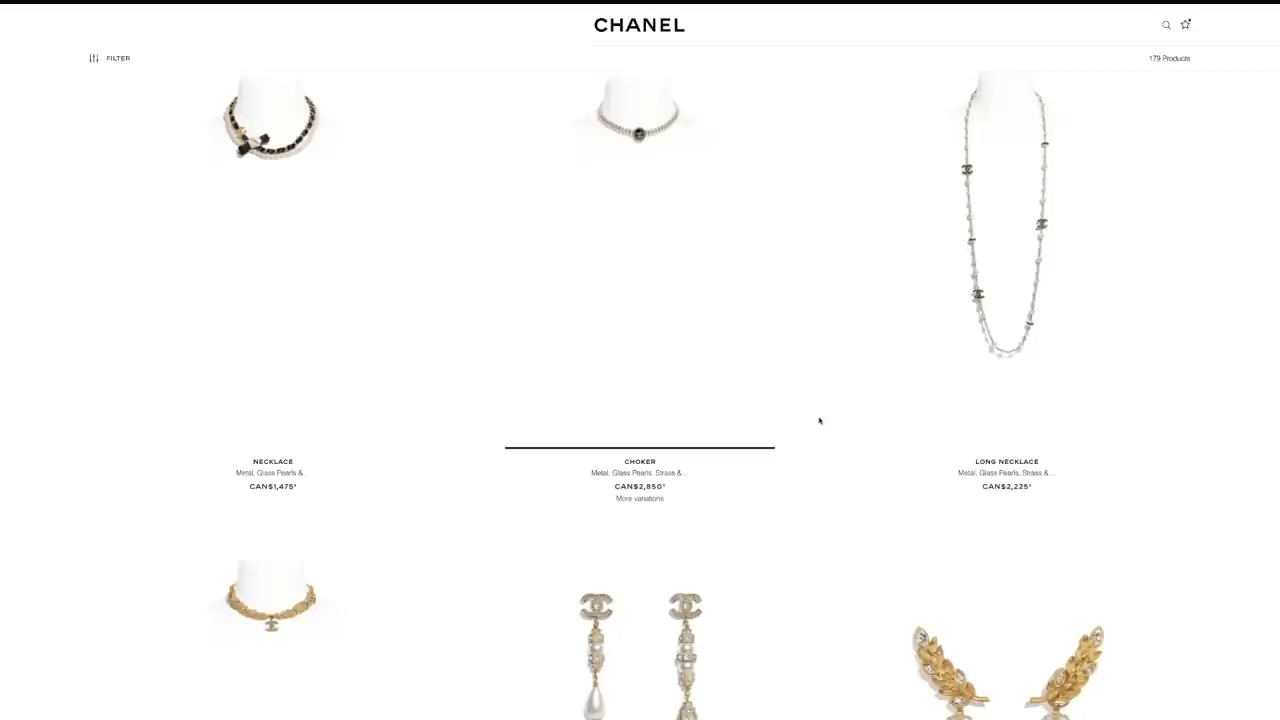 CHANEL
FILTER
179 Products
NECKLACE
Metal, Glass Pearls &...
CAN$1,475*
CHOKER
Metal, Glass Pearls, Strass &...
CAN$2,850*
More variations
LONG NECKLACE
Metal, Glass Pearls, Strass &...
CAN$2,225*